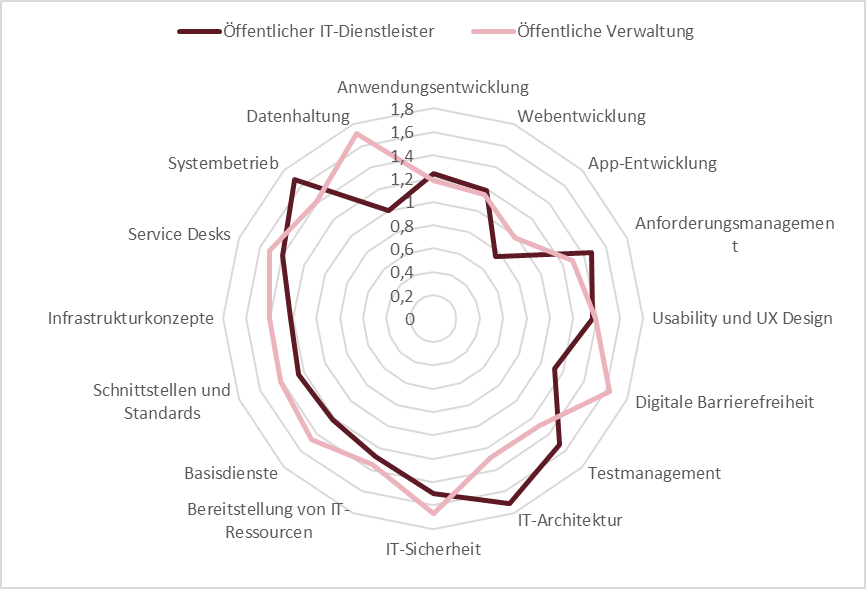 Öffentlicher IT-Dienstleister
Öffentliche Verwaltung
Anwendungsentwicklung
Webentwicklung
App-Entwicklung
Anforderungsmanagemen
t
Usability und UX Design
Digitale Barrierefreiheit
Testmanagement
IT-Architektur
IT-Sicherheit
Bereitstellung von IT-
Ressourcen
Basisdienste
Schnittstellen und
Standards
Infrastrukturkonzepte
Service Desks
Systembetrieb
Datenhaltung
1,8
1,6
1,4
1,2
1
0,8
0,6
0,4
0,2
0